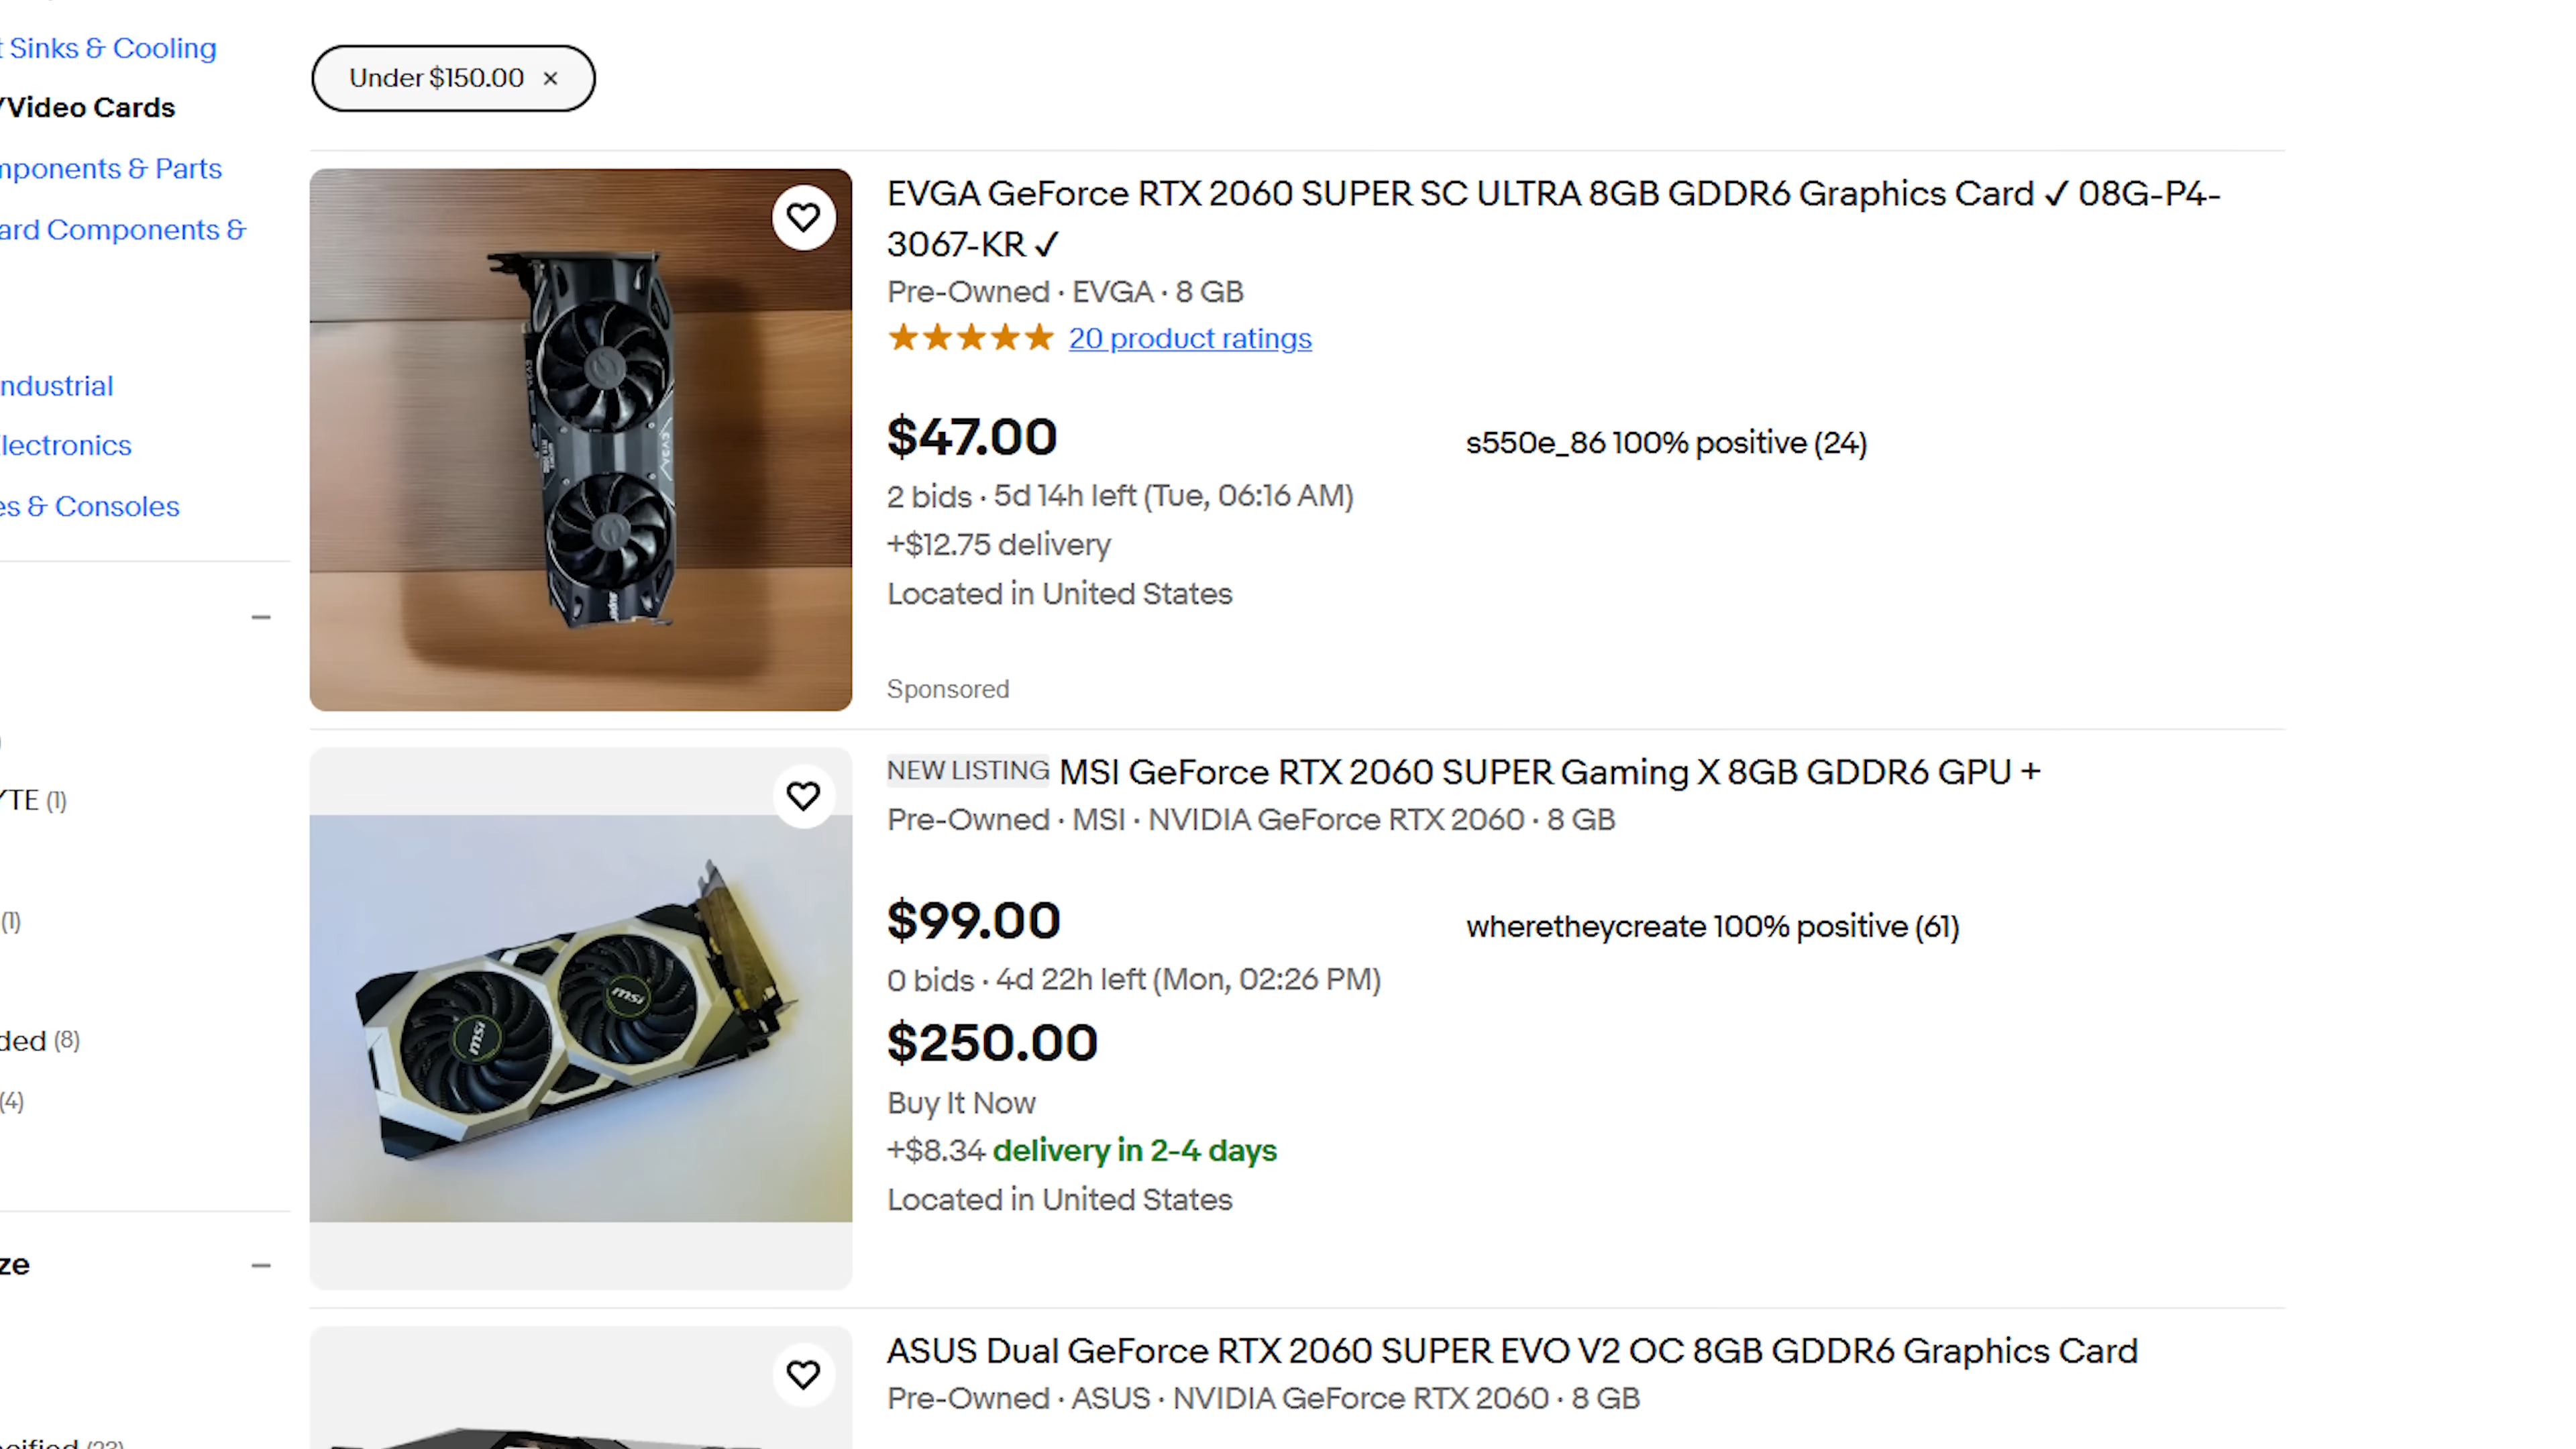 t Sinks & Cooling
/Video Cards
mponents & Parts
ard Components &
ndustrial
lectronics
es & Consoles
YTE (1)
(1)
ded (8)
(4)
ze
Under $150.00 ×
EVGA GeForce RTX 2060 SUPER SC ULTRA 8GB GDDR6 Graphics Card ✓ 08G-P4-
3067-KR ✓
Pre-Owned · EVGA · 8 GB
20 product ratings
$47.00
s550e_86 100% positive (24)
2 bids · 5d 14h left (Tue, 06:16 AM)
+$12.75 delivery
Located in United States
Sponsored
NEW LISTING MSI GeForce RTX 2060 SUPER Gaming X 8GB GDDR6 GPU +
Pre-Owned · MSI · NVIDIA GeForce RTX 2060 · 8 GB
msi
msi
$99.00
wheretheycreate 100% positive (61)
0 bids · 4d 22h left (Mon, 02:26 PM)
$250.00
Buy It Now
+$8.34 delivery in 2-4 days
Located in United States
ASUS Dual GeForce RTX 2060 SUPER EVO V2 OC 8GB GDDR6 Graphics Card
Pre-Owned · ASUS · NVIDIA GeForce RTX 2060 · 8 GB